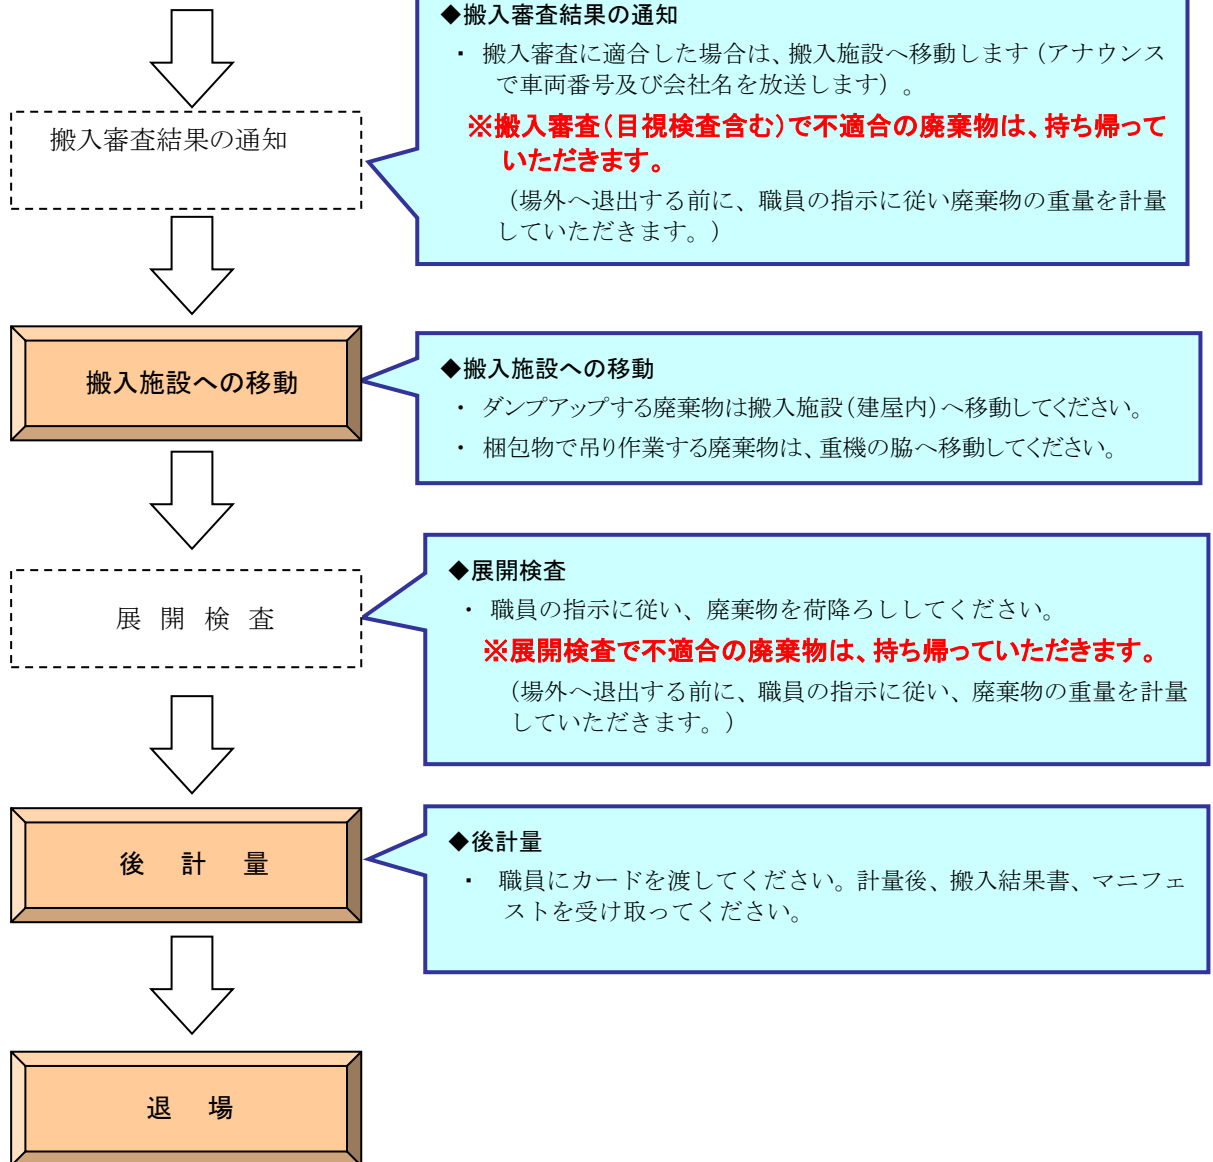 ◆搬入審査結果の通知
・ 搬入審査に適合した場合は、搬入施設へ移動します（アナウンス
で車両番号及び会社名を放送します）。
※搬入審査（目視検査含む）で不適合の廃棄物は、持ち帰って
いただきます。
（場外へ退出する前に、職員の指示に従い廃棄物の重量を計量
していただきます。）
搬入審査結果の通知
搬入施設への移動
◆搬入施設への移動
・ ダンプアップする廃棄物は搬入施設（建屋内）へ移動してください。
・ 梱包物で吊り作業する廃棄物は、重機の脇へ移動してください。
展 開 検 査
◆展開検査
・ 職員の指示に従い、廃棄物を荷降ろししてください。
※展開検査で不適合の廃棄物は、持ち帰っていただきます。
（場外へ退出する前に、職員の指示に従い、廃棄物の重量を計量
していただきます。）
後 計 量
◆後計量
・ 職員にカードを渡してください。計量後、搬入結果書、マニフェ
ストを受け取ってください。
退 場